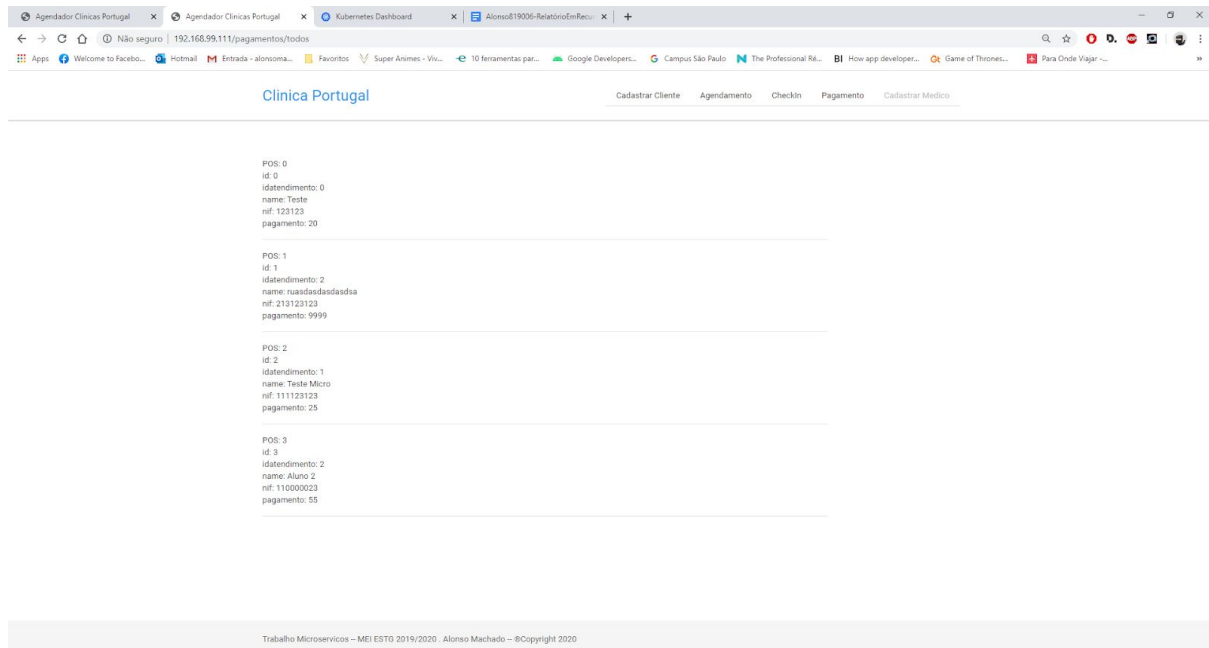 Agendador Clinicas Portugal
Agendador Clinicas Portugal
Kubernetes Dashboard
Alonso819006-RelatórioEmRecu
Não seguro
192.168.99.111/pagamentos/todos
Apps
Welcome to Facebo...
Hotmail
Entrada - alonsoma...
Favoritos
Super Animes - Viv...
10 ferramentas par...
Google Developers...
Campus São Paulo
The Professional Ré...
BI How app developer...
Gt Game of Thrones...
Para Onde Viajar -...
»
Clinica Portugal
Cadastrar Cliente
Agendamento
CheckIn
Pagamento
Cadastrar Medico
POS: 0
id: 0
idatendimento: 0
name: Teste
nif: 123123
pagamento: 20
POS: 1
id: 1
idatendimento: 2
name: ruasdasdasdasdsa
nif: 213123123
pagamento: 9999
POS: 2
id: 2
idatendimento: 1
name: Teste Micro
nif: 111123123
pagamento: 25
POS: 3
id: 3
idatendimento: 2
name: Aluno 2
nif: 110000023
pagamento: 55
Trabalho Microservicos -- MEI ESTG 2019/2020 . Alonso Machado -- ®Copyright 2020